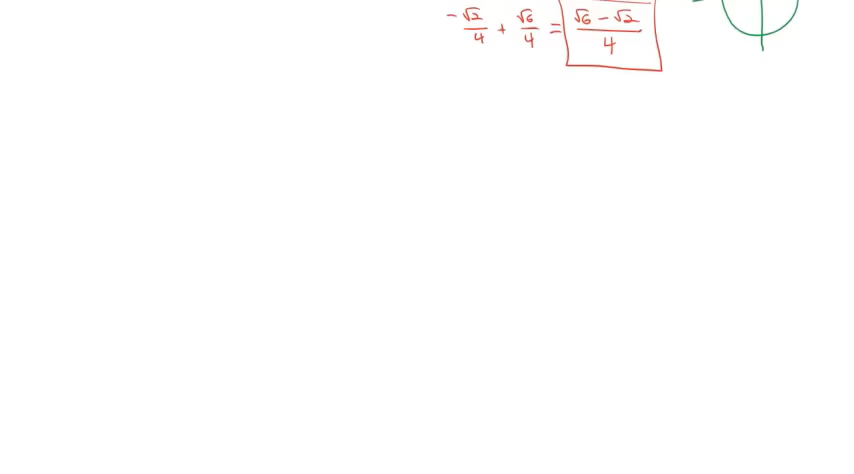 -√2/4 + √6/4 = (√6 - √2)/4